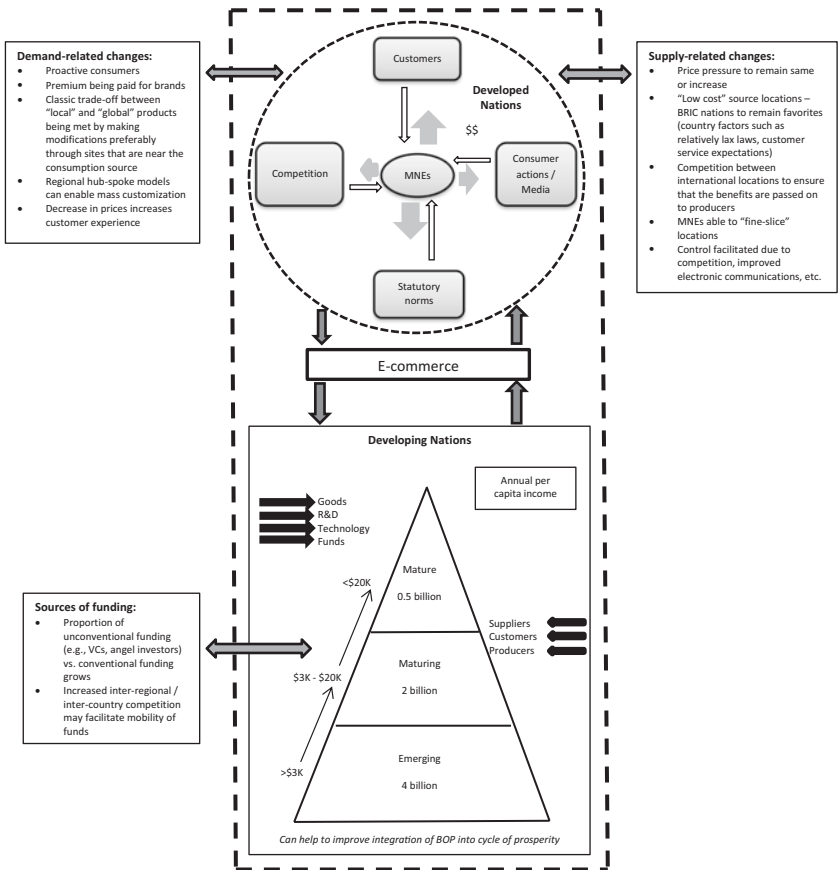 Demand-related changes:
• Proactive consumers
• Premium being paid for brands
• Classic trade-off between
“local” and “global” products
being met by making
modifications preferably
through sites that are near the
consumption source
• Regional hub-spoke models
can enable mass customization
• Decrease in prices increases
customer experience
Customers
Developed
Nations
$$
Competition
MNEs
Consumer
actions /
Media
Statutory
norms
Supply-related changes:
• Price pressure to remain same
or increase
• “Low cost” source locations –
BRIC nations to remain favorites
(country factors such as
relatively lax laws, customer
service expectations)
• Competition between
international locations to ensure
that the benefits are passed on
to producers
• MNEs able to “fine-slice”
locations
• Control facilitated due to
competition, improved
electronic communications, etc.
E-commerce
Developing Nations
Annual per
capita income
Goods
R&D
Technology
Funds
<$20K
Mature
0.5 billion
Suppliers
Customers
Producers
$3K - $20K
Maturing
2 billion
>$3K
Emerging
4 billion
Can help to improve integration of BOP into cycle of prosperity
Sources of funding:
• Proportion of
unconventional funding
(e.g., VCs, angel investors)
vs. conventional funding
grows
• Increased inter-regional /
inter-country competition
may facilitate mobility of
funds